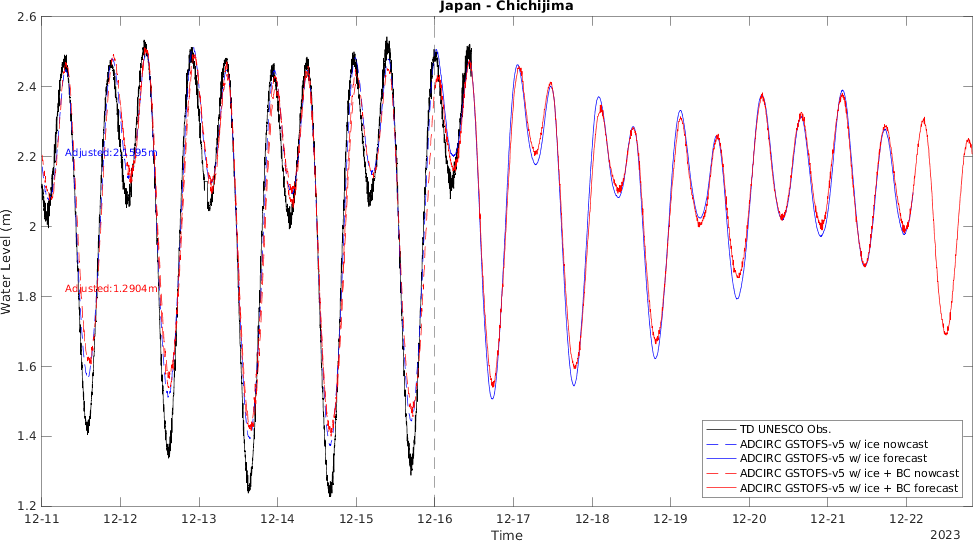 Japan - Chichijima
2.6
2.4
2.2
2
1.8
1.6
1.4
1.2
Water Level (m)
Adjusted:2.1595m
Adjusted:1.2904m
TD UNESCO Obs.
ADCIRC GSTOFS-v5 w/ ice nowcast
ADCIRC GSTOFS-v5 w/ ice forecast
ADCIRC GSTOFS-v5 w/ ice + BC nowcast
ADCIRC GSTOFS-v5 w/ ice + BC forecast
12-11 12-12 12-13 12-14 12-15 12-16 12-17 12-18 12-19 12-20 12-21 12-22
Time
2023